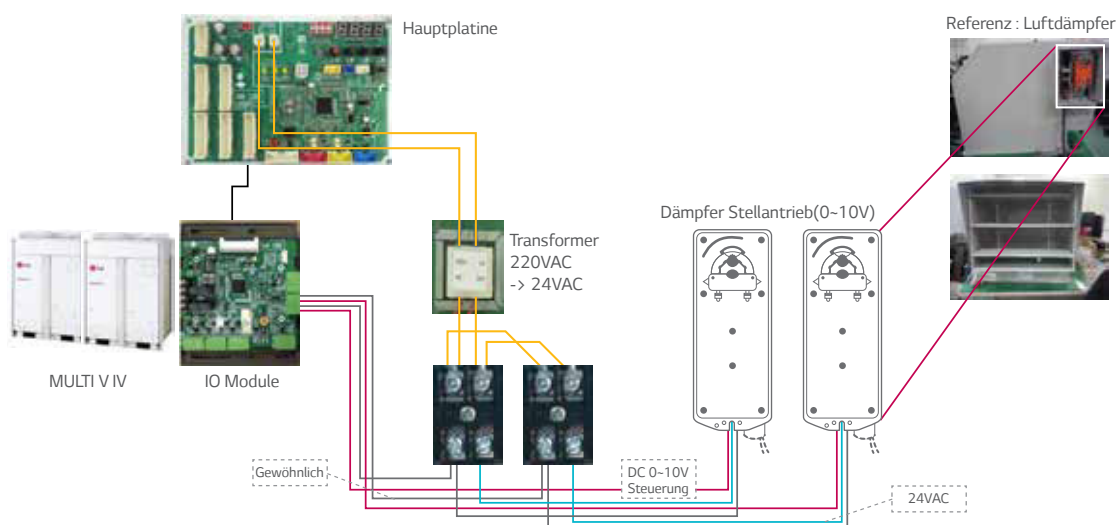 Hauptplatine
Referenz : Luftdämpfer
Dämpfer Stellantrieb(0~10V)
Transformer
220VAC
-> 24VAC
MULTI V IV
IO Module
Gewöhnlich
DC 0~10V
Steuerung
24VAC